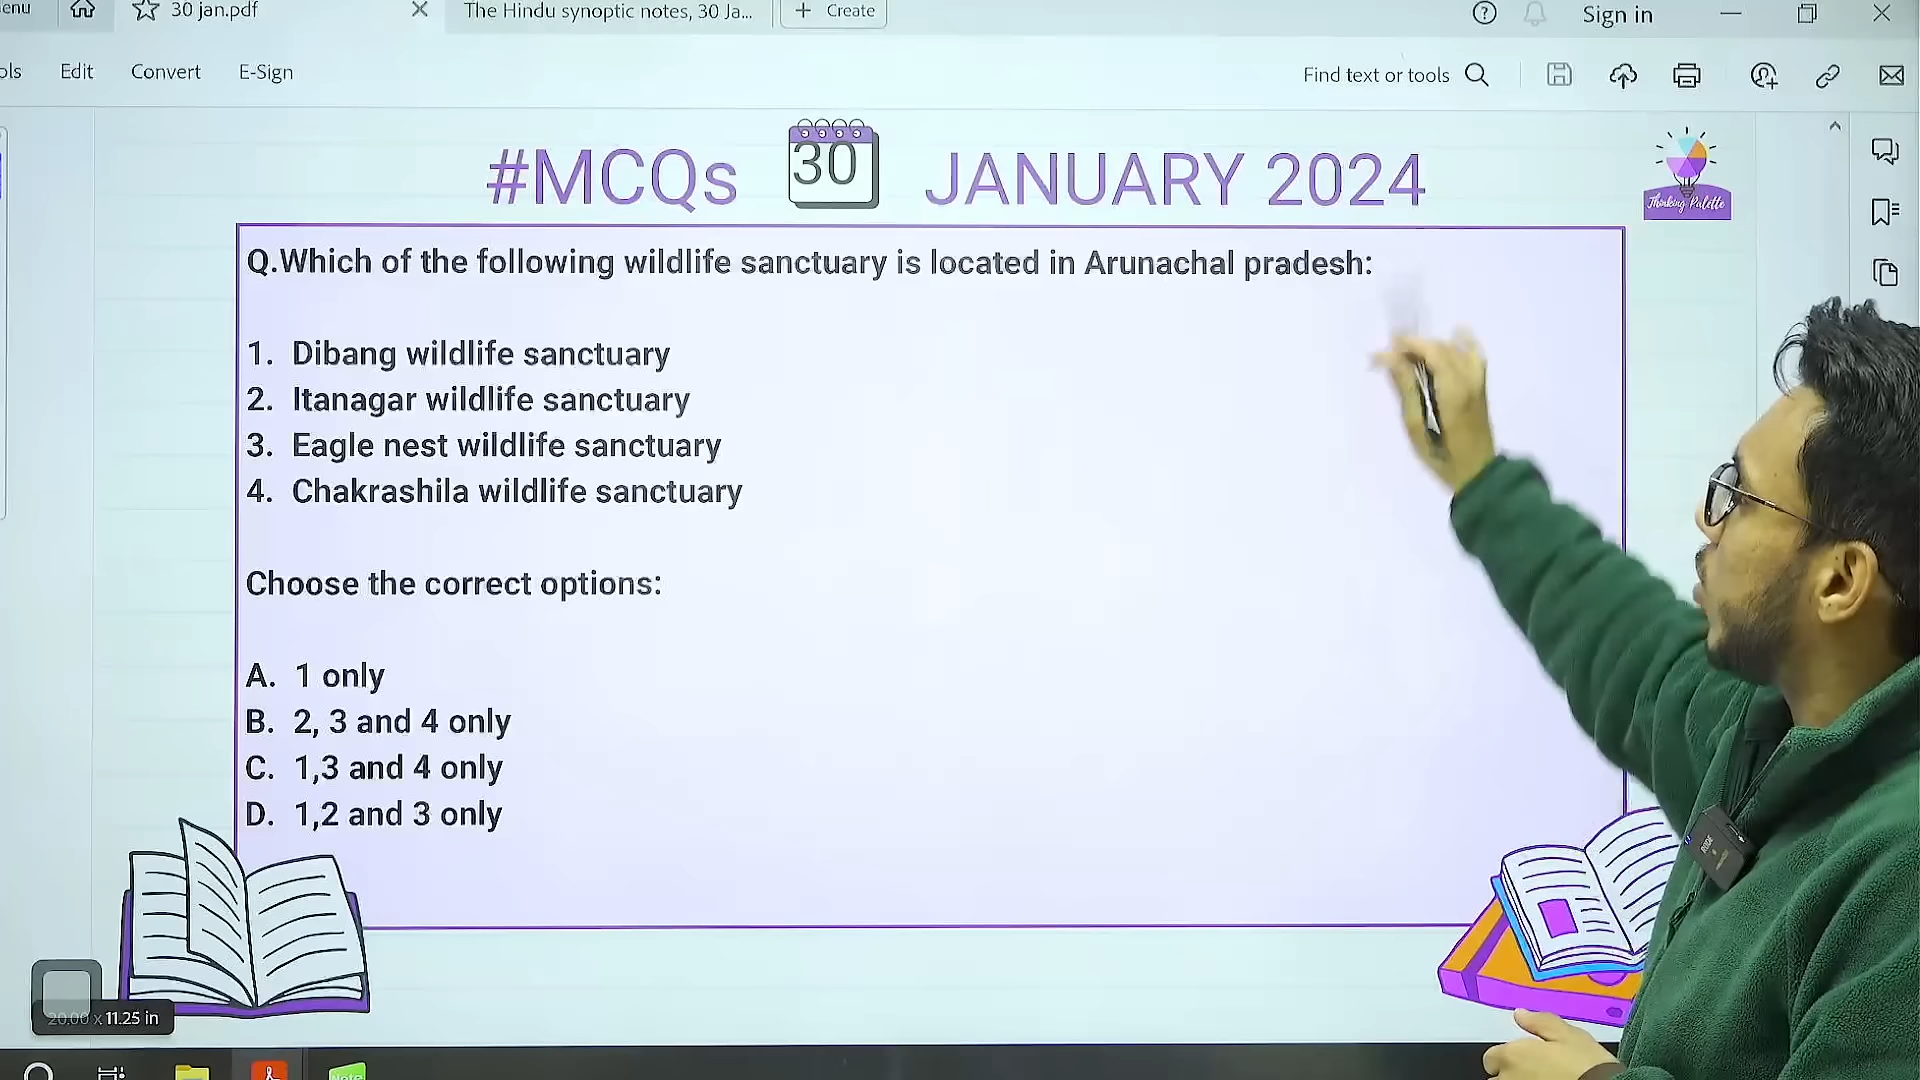 30 jan.pdf
The Hindu synoptic notes, 30 Ja...
+ Create
Sign in
Edit
Convert
E-Sign
Find text or tools
#MCQs 30 JANUARY 2024
Thinking Palette
Q.Which of the following wildlife sanctuary is located in Arunachal pradesh:
1. Dibang wildlife sanctuary
2. Itanagar wildlife sanctuary
3. Eagle nest wildlife sanctuary
4. Chakrashila wildlife sanctuary
Choose the correct options:
A. 1 only
B. 2, 3 and 4 only
C. 1,3 and 4 only
D. 1,2 and 3 only
RODE
20.00 x 11.25 in